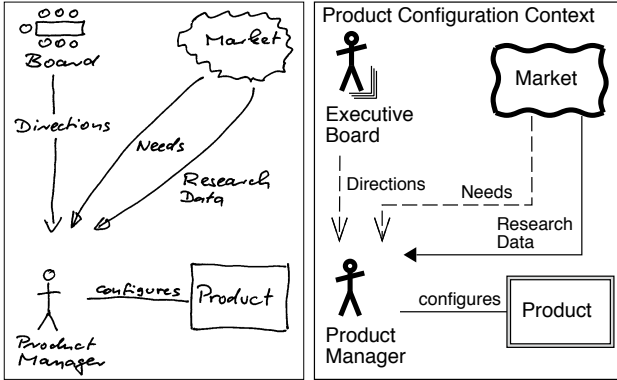 Board
Market
Directions
Needs
Research
Data
configures
Product
Product
Manager
Product Configuration Context
Market
Executive
Board
Directions
Needs
Research
Data
configures
Product
Product
Manager